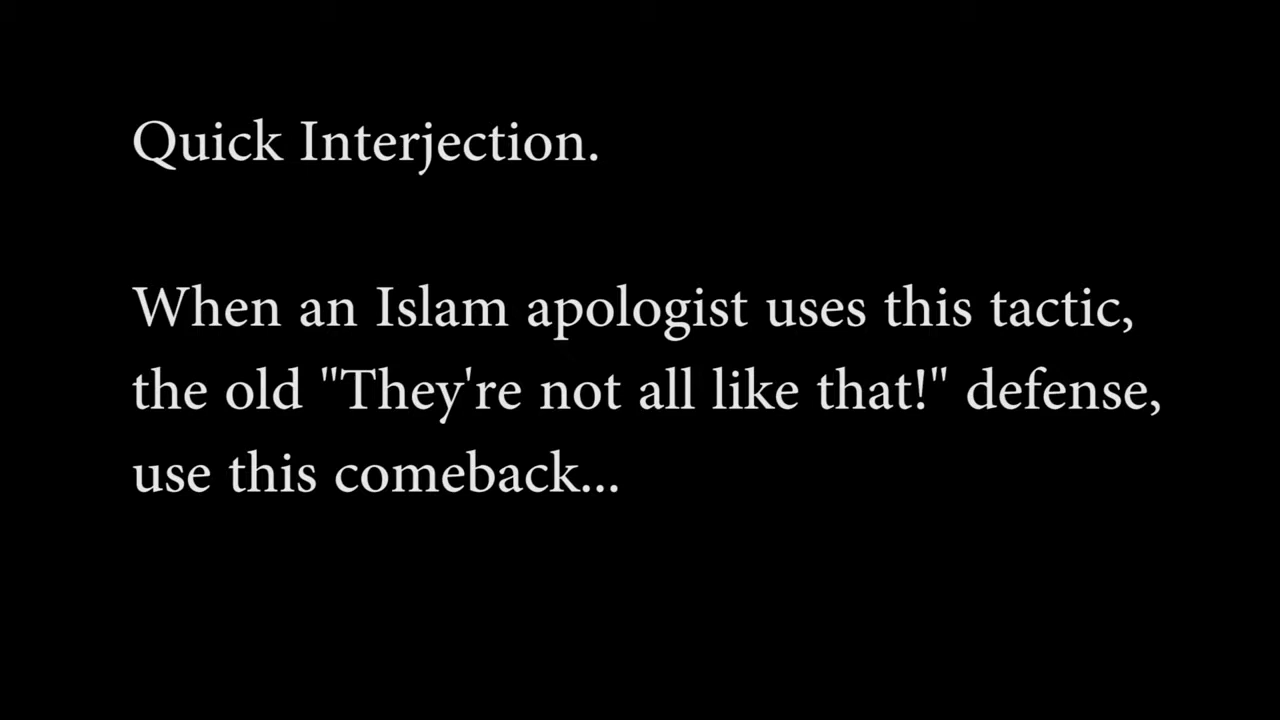 Quick Interjection.
When an Islam apologist uses this tactic,
the old "They're not all like that!" defense,
use this comeback...